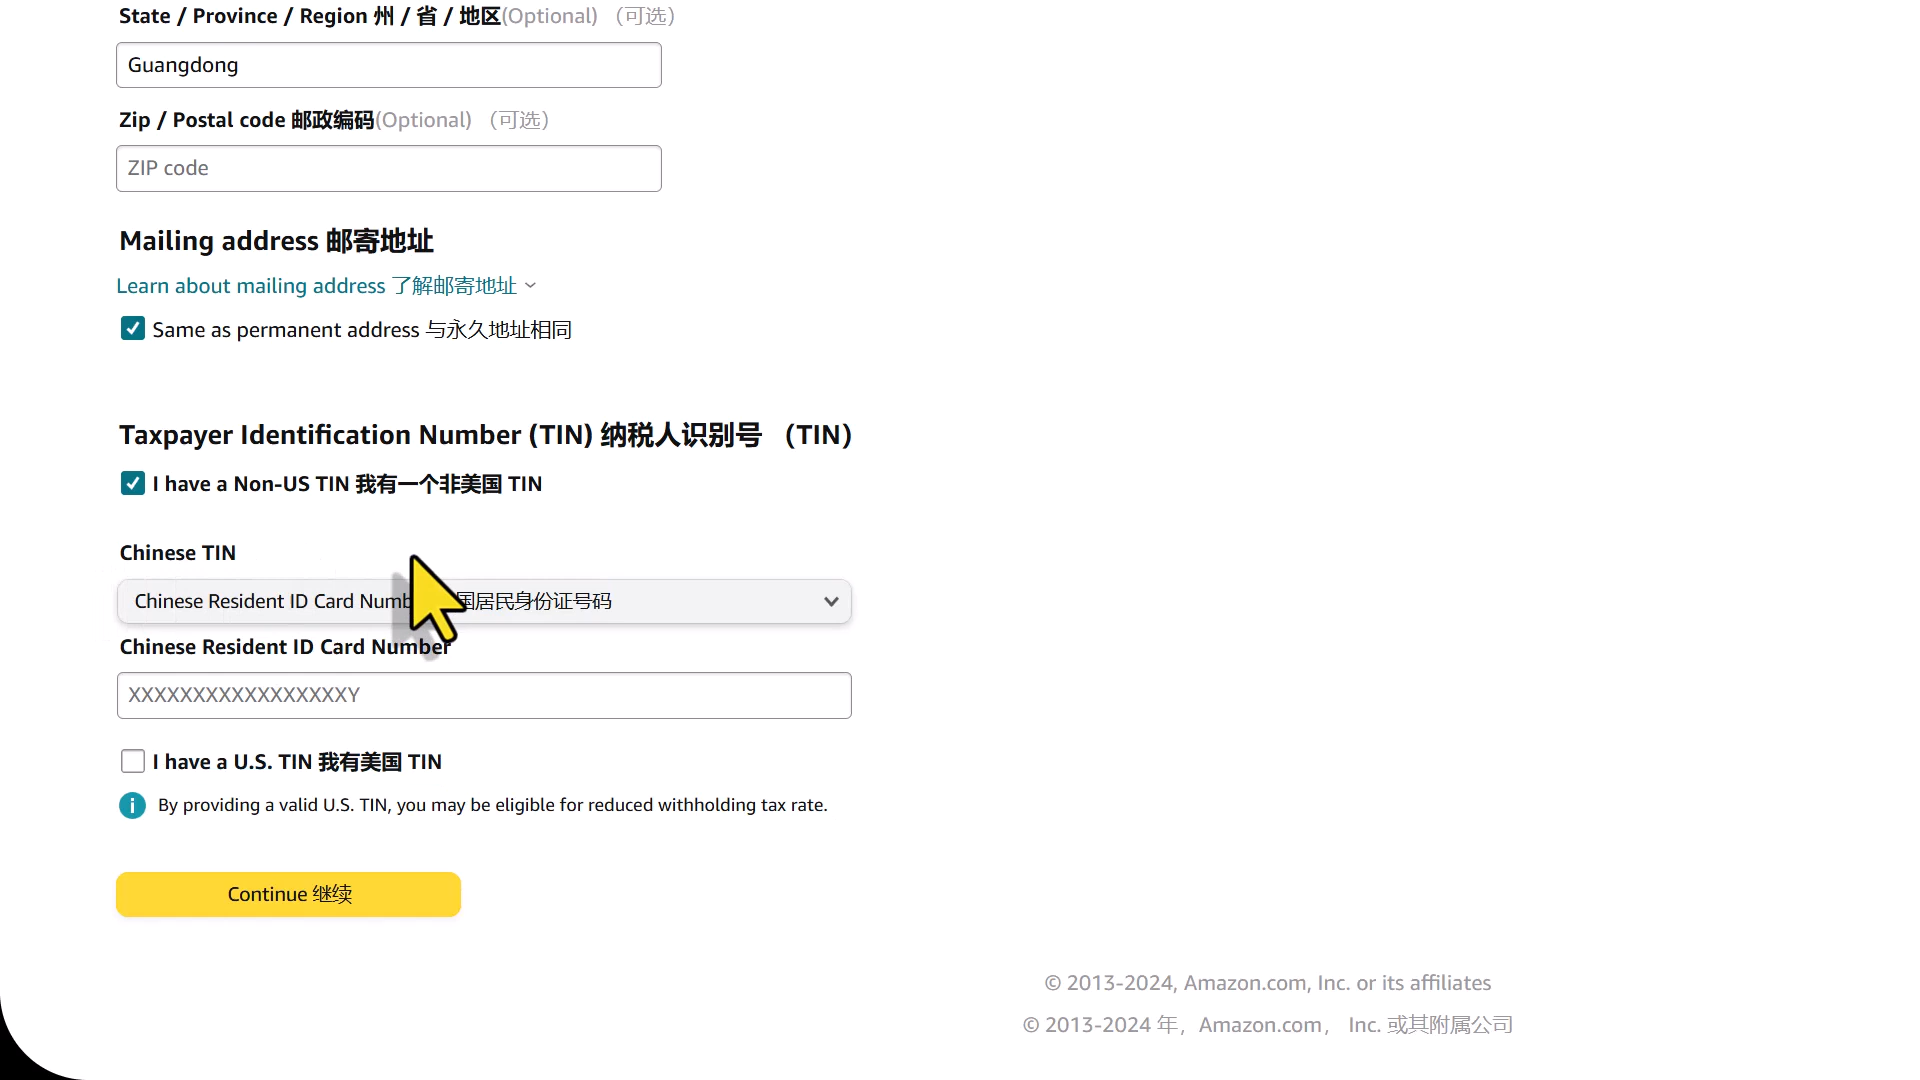 State / Province / Region 州 / 省 / 地区(Optional) （可选）
Guangdong
Zip / Postal code 邮政编码(Optional) （可选）
ZIP code
Mailing address 邮寄地址
Learn about mailing address 了解邮寄地址
Same as permanent address 与永久地址相同
Taxpayer Identification Number (TIN) 纳税人识别号 （TIN）
I have a Non-US TIN 我有一个非美国 TIN
Chinese TIN
Chinese Resident ID Card Numb 国居民身份证号码
Chinese Resident ID Card Number
XXXXXXXXXXXXXXXXXY
I have a U.S. TIN 我有美国 TIN
By providing a valid U.S. TIN, you may be eligible for reduced withholding tax rate.
Continue 继续
© 2013-2024, Amazon.com, Inc. or its affiliates
© 2013-2024 年，Amazon.com， Inc. 或其附属公司